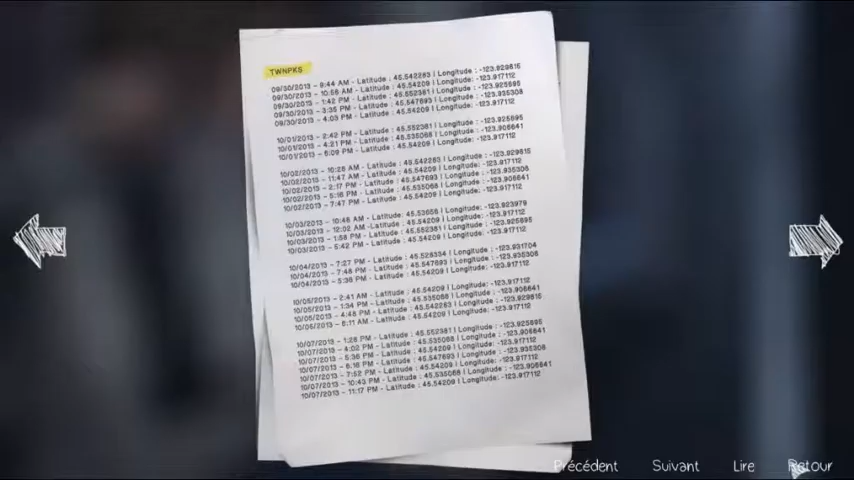 TWNPKS
09/30/2013 - 9:44 AM - Latitude : 45.542283 | Longitude : -123.929815
09/30/2013 - 10:56 AM - Latitude : 45.54209 | Longitude: -123.917112
09/30/2013 - 1:42 PM - Latitude : 45.552381 | Longitude : -123.925895
09/30/2013 - 3:35 PM - Latitude : 45.547693 | Longitude : -123.935308
09/30/2013 - 4:03 PM - Latitude : 45.54209 | Longitude: -123.917112
10/01/2013 - 2:42 PM - Latitude : 45.552381 | Longitude : -123.925895
10/01/2013 - 4:21 PM - Latitude : 45.535068 | Longitude : -123.906641
10/01/2013 - 6:09 PM - Latitude : 45.54209 | Longitude: -123.917112
10/02/2013 - 10:28 AM - Latitude : 45.542283 | Longitude : -123.929815
10/02/2013 - 11:47 AM - Latitude : 45.54209 | Longitude: -123.917112
10/02/2013 - 2:17 PM - Latitude : 45.547693 | Longitude : -123.935308
10/02/2013 - 5:16 PM - Latitude : 45.535068 | Longitude : -123.906641
10/02/2013 - 7:47 PM - Latitude : 45.54209 | Longitude: -123.917112
10/03/2013 - 10:46 AM - Latitude : 45.53656 | Longitude : -123.923979
10/03/2013 - 12:02 AM - Latitude : 45.54209 | Longitude: -123.917112
10/03/2013 - 1:58 PM - Latitude : 45.552381 | Longitude : -123.925895
10/03/2013 - 5:42 PM - Latitude : 45.54209 | Longitude: -123.917112
10/04/2013 - 7:27 PM - Latitude : 45.526334 | Longitude : -123.931704
10/04/2013 - 7:48 PM - Latitude : 45.547693 | Longitude : -123.935308
10/04/2013 - 5:36 PM - Latitude : 45.54209 | Longitude: -123.917112
10/05/2013 - 2:41 AM - Latitude : 45.54209 | Longitude: -123.917112
10/05/2013 - 1:34 PM - Latitude : 45.535068 | Longitude : -123.906641
10/05/2013 - 4:48 PM - Latitude : 45.542283 | Longitude : -123.929815
10/05/2013 - 6:11 AM - Latitude : 45.54209 | Longitude: -123.917112
10/07/2013 - 1:28 PM - Latitude : 45.552381 | Longitude : -123.925895
10/07/2013 - 4:02 PM - Latitude : 45.535068 | Longitude : -123.906641
10/07/2013 - 5:36 PM - Latitude : 45.54209 | Longitude: -123.917112
10/07/2013 - 6:16 PM - Latitude : 45.547693 | Longitude : -123.935308
10/07/2013 - 7:52 PM - Latitude : 45.54209 | Longitude: -123.917112
10/07/2013 - 10:43 PM - Latitude : 45.535068 | Longitude : -123.906641
10/07/2013 - 11:17 PM - Latitude : 45.54209 | Longitude: -123.917112
Précédent Suivant Lire Retour